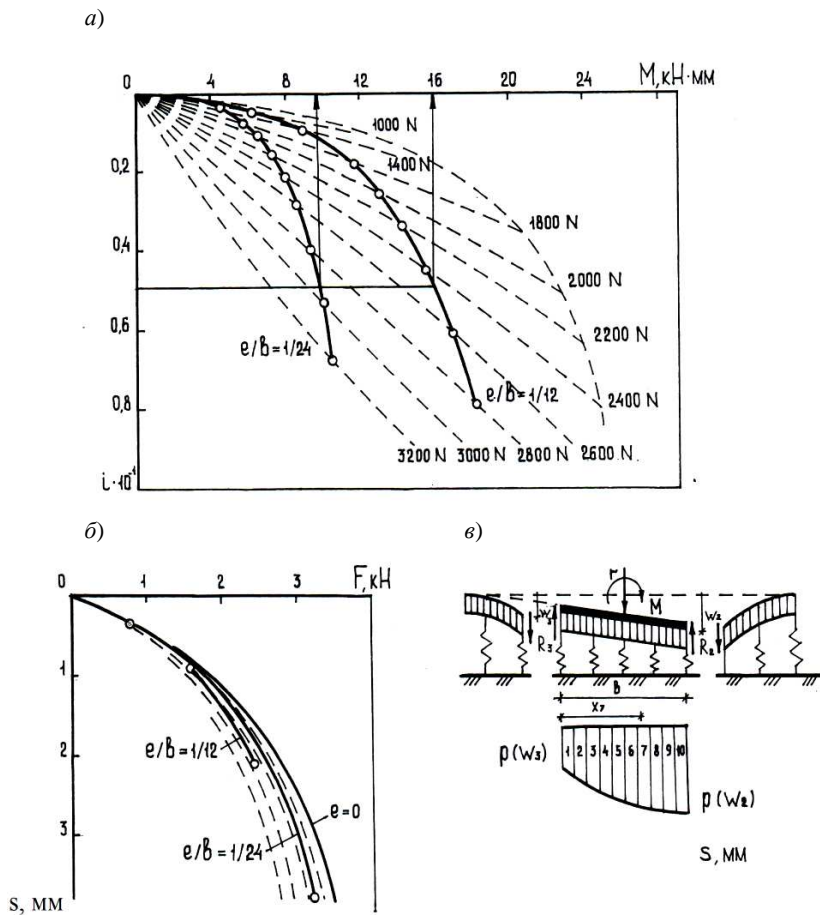 а)
0 4 8 12 16 20 24 М,кН·мм
0,2
0,4
0,6
0,8
i·10⁻¹
1000 N
1400 N
1800 N
2000 N
2200 N
2400 N
3200 N 3000 N 2800 N 2600 N
e/b=1/24
e/b=1/12
б)
0 1 2 3 F,кН
1
2
3
s, мм
e/b=1/12
e/b=1/24
e=0
в)
M
W₂
R₃
R₂
b
x₇
1 2 3 4 5 6 7 8 9 10
p(W₃)
p(W₂)
S, мм